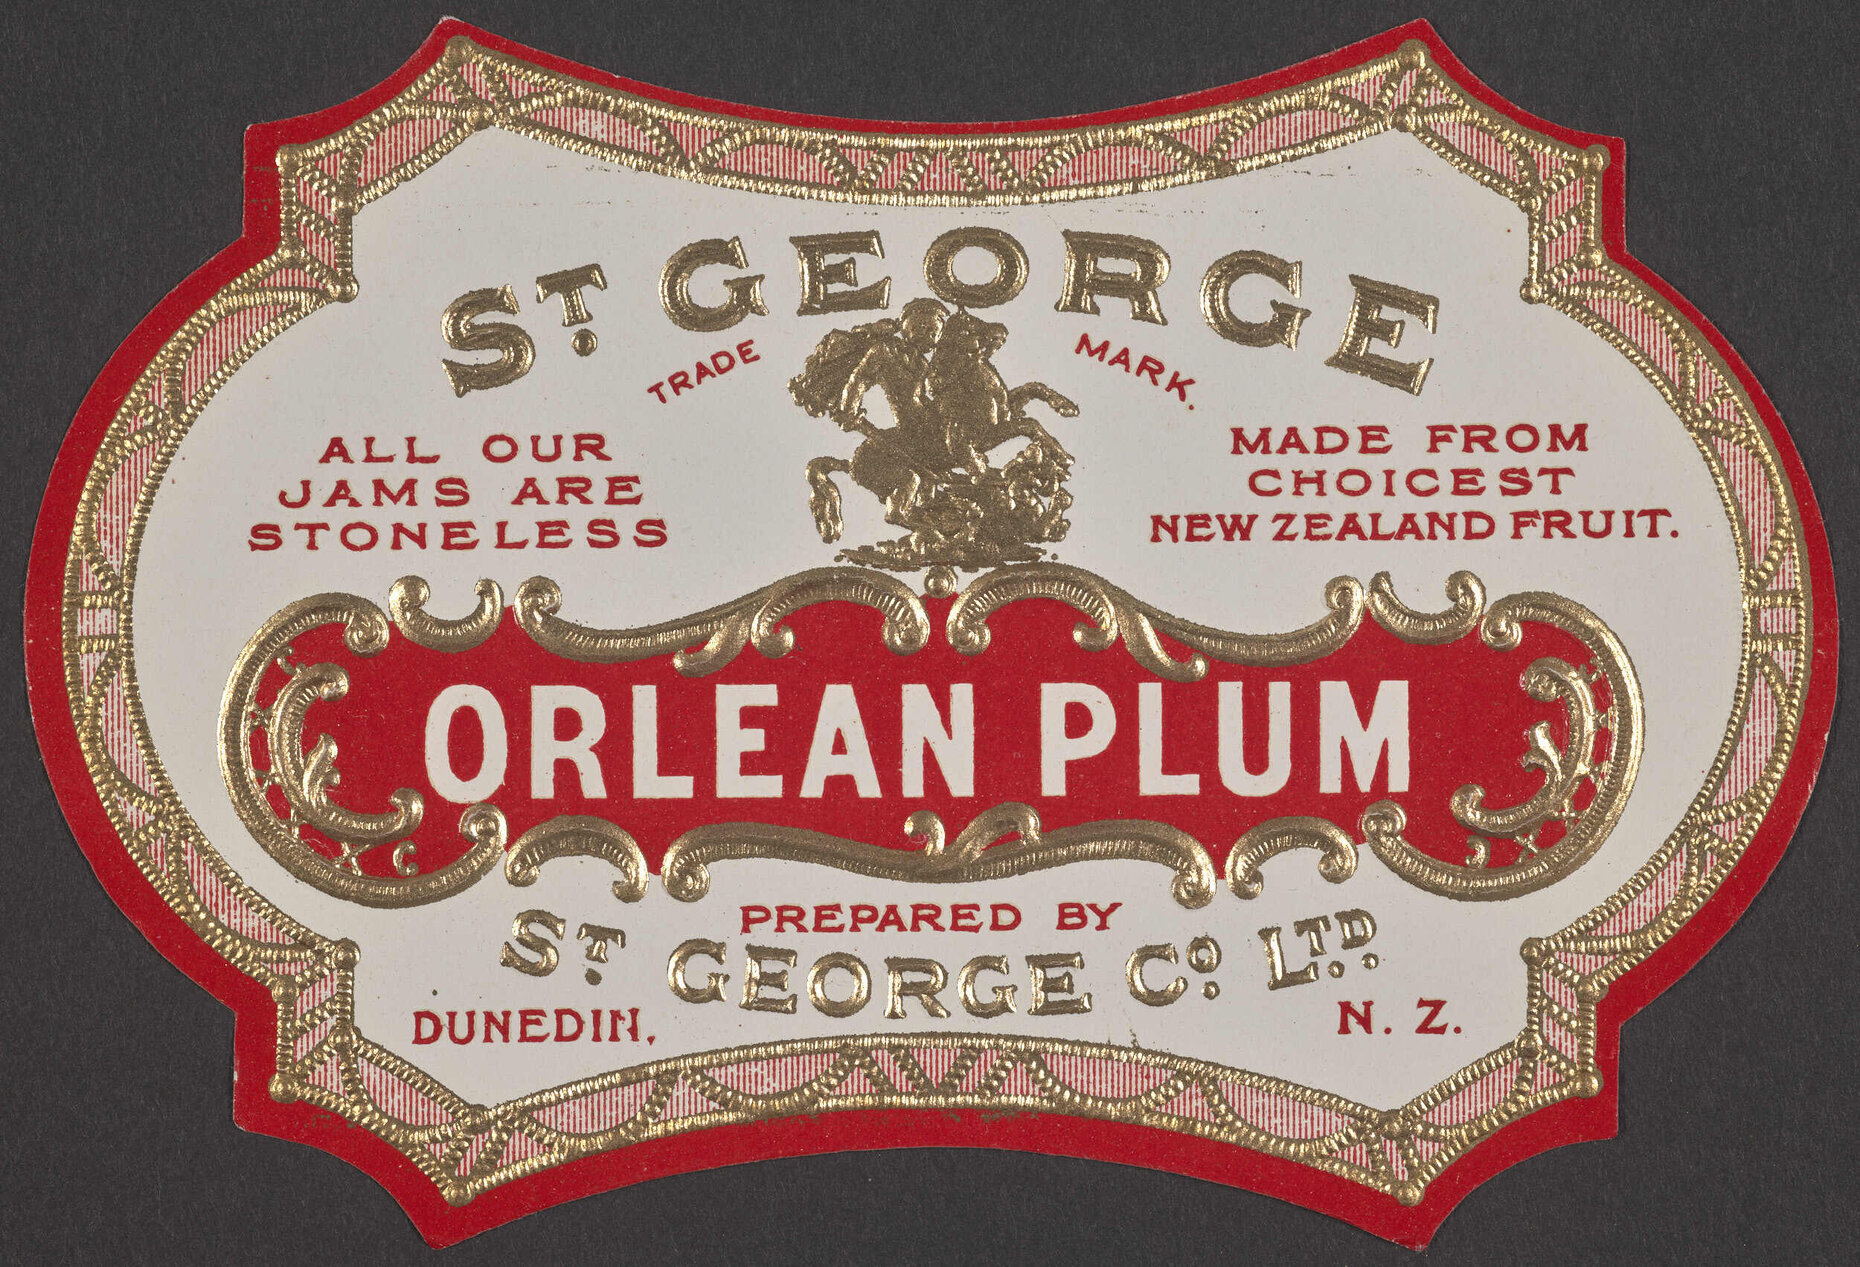 ST. GEORGE
TRADE MARK.
ALL OUR
JAMS ARE
STONELESS
MADE FROM
CHOICEST
NEW ZEALAND FRUIT.
ORLEAN PLUM
PREPARED BY
ST. GEORGE CO. LTD.
DUNEDIN, N. Z.